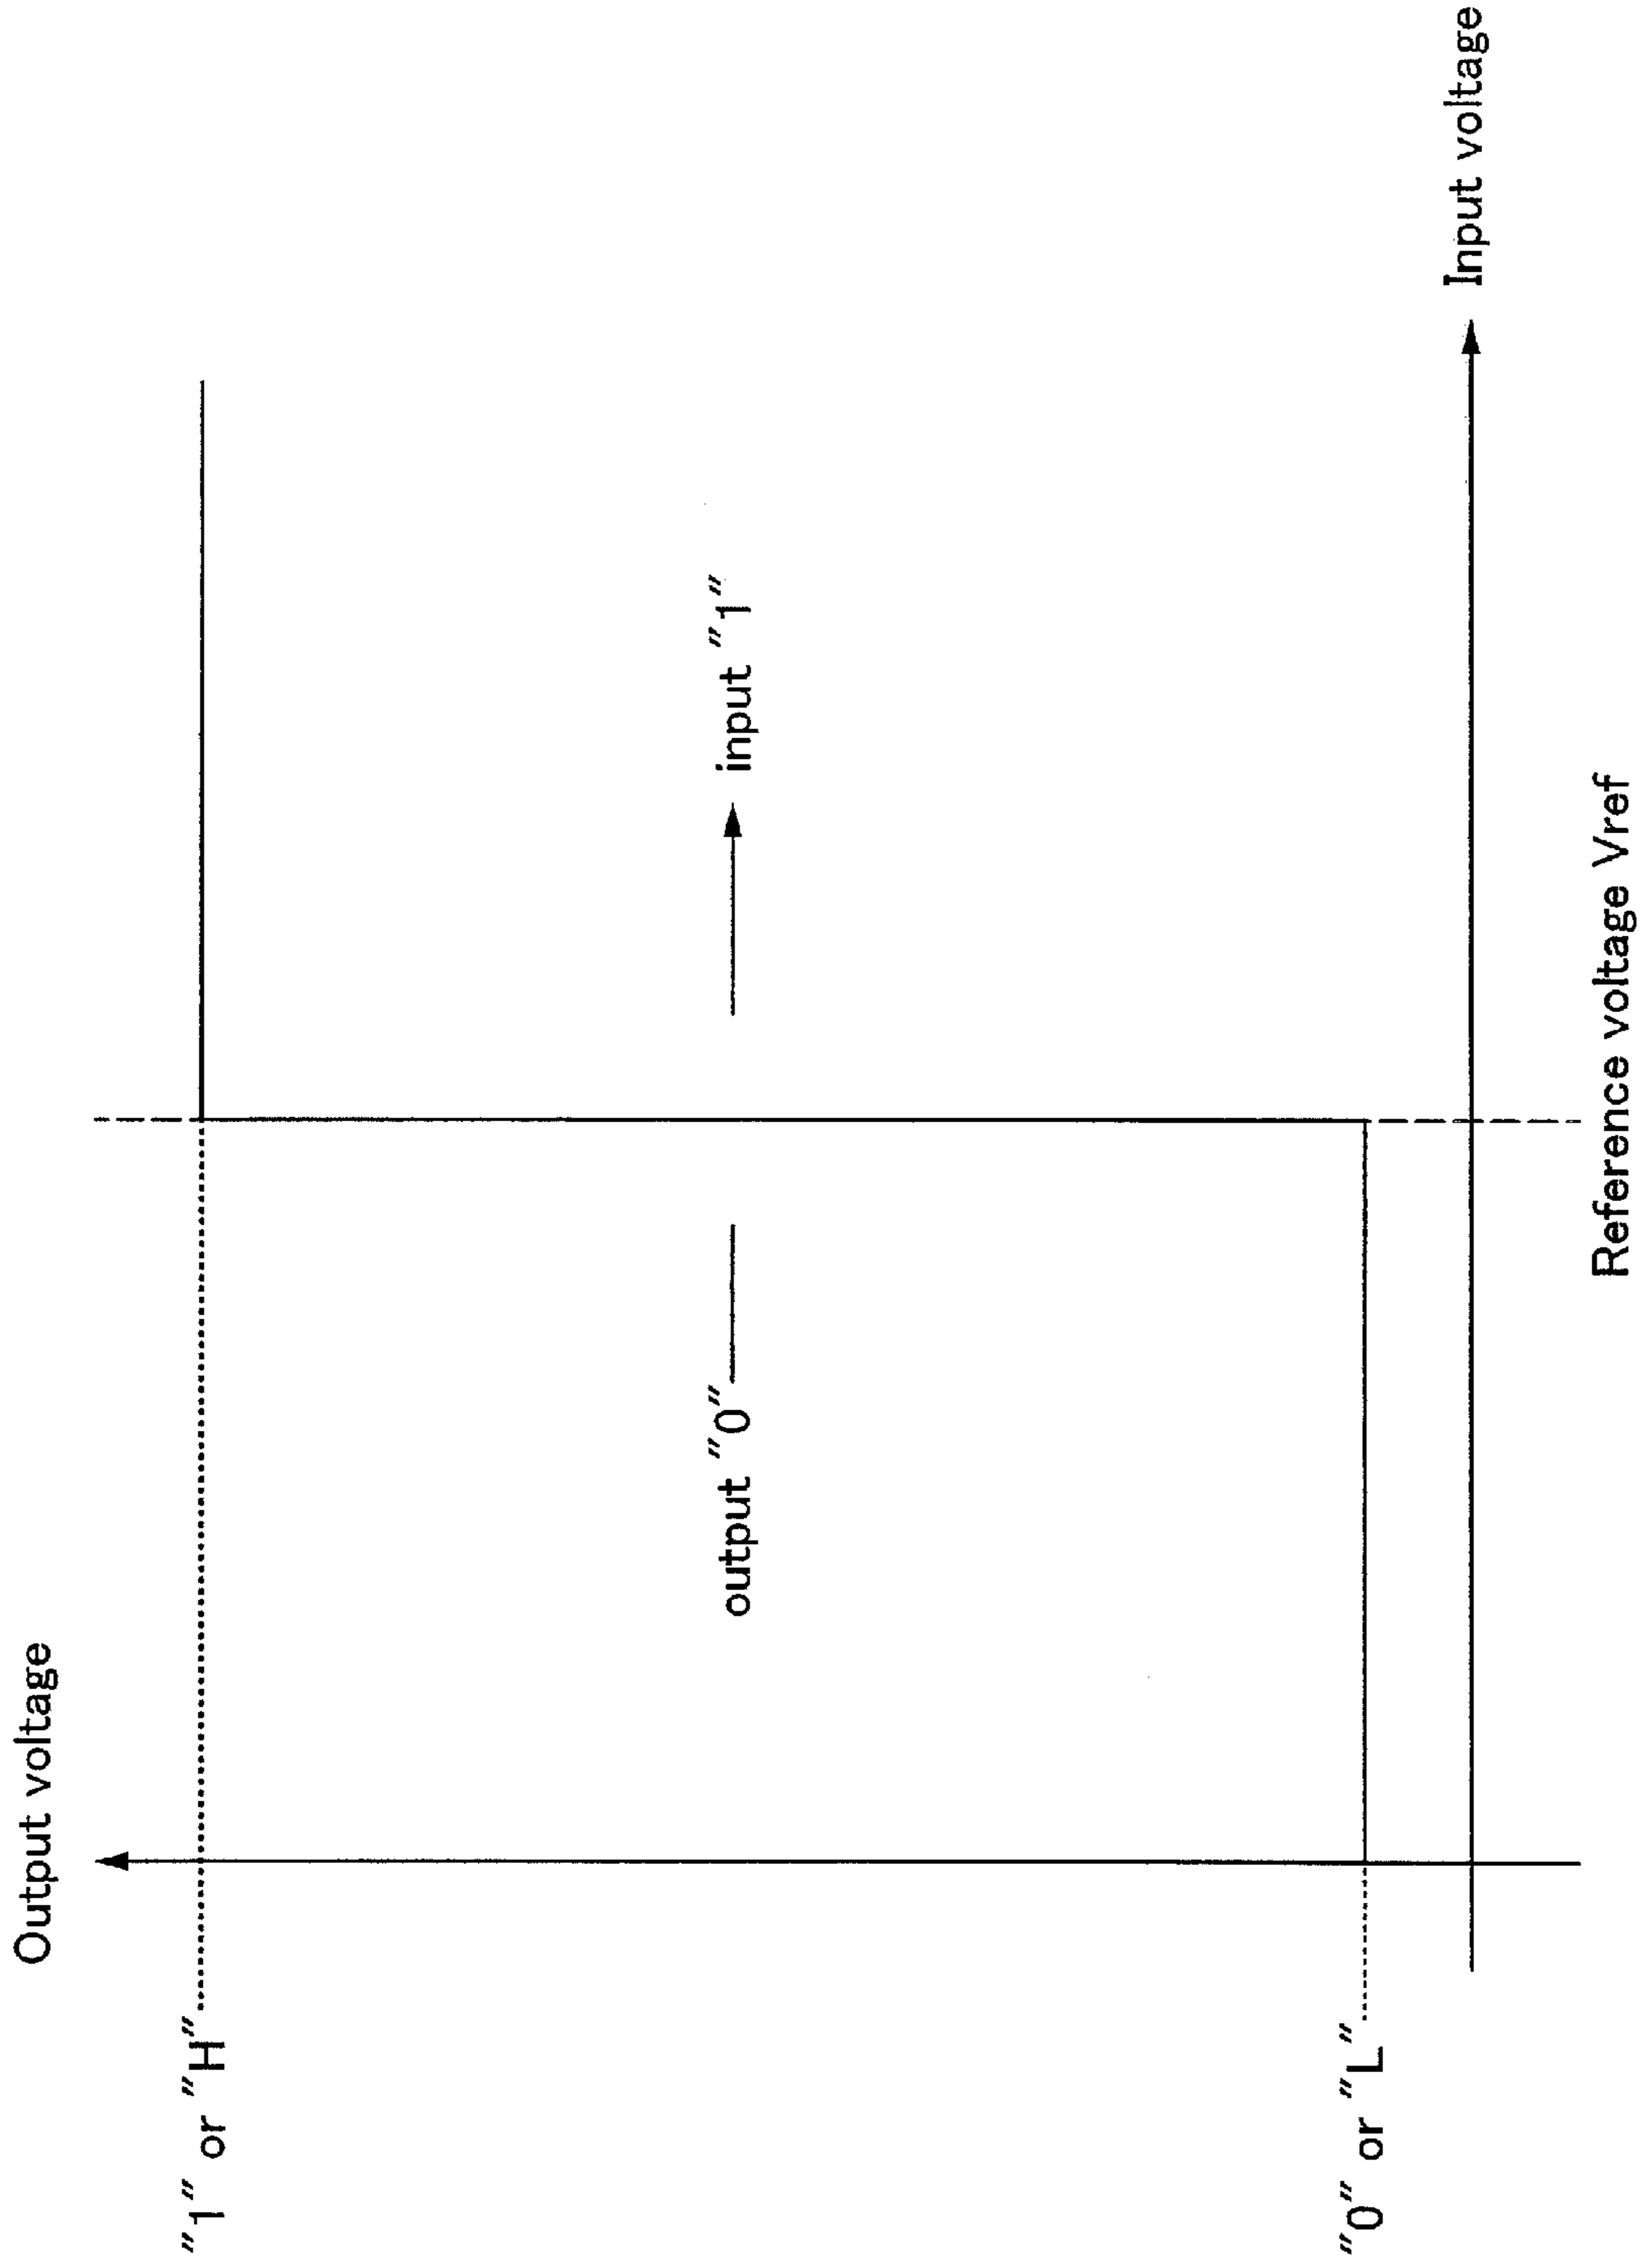 Output voltage
"1" or "H"
output "0"
input "1"
"0" or "L"
Input voltage
Reference voltage Vref